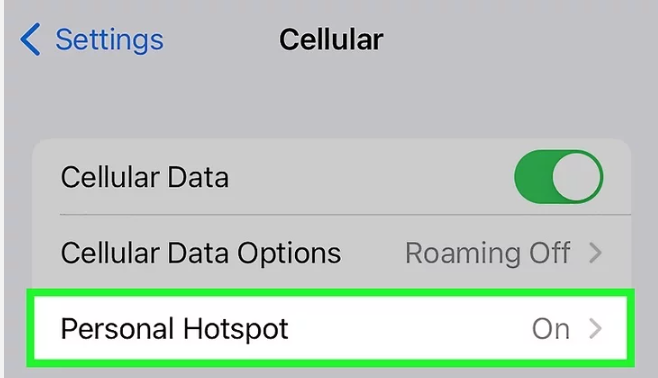 Settings Cellular
Cellular Data
Cellular Data Options Roaming Off
Personal Hotspot On